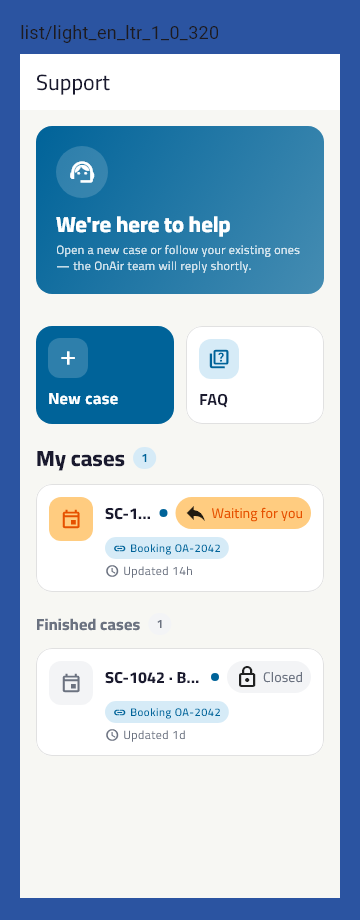 list/light_en_ltr_1_0_320
Support
We're here to help
Open a new case or follow your existing ones
— the OnAir team will reply shortly.
New case
FAQ
My cases 1
SC-1... Waiting for you
Booking OA-2042
Updated 14h
Finished cases 1
SC-1042 · B... Closed
Booking OA-2042
Updated 1d